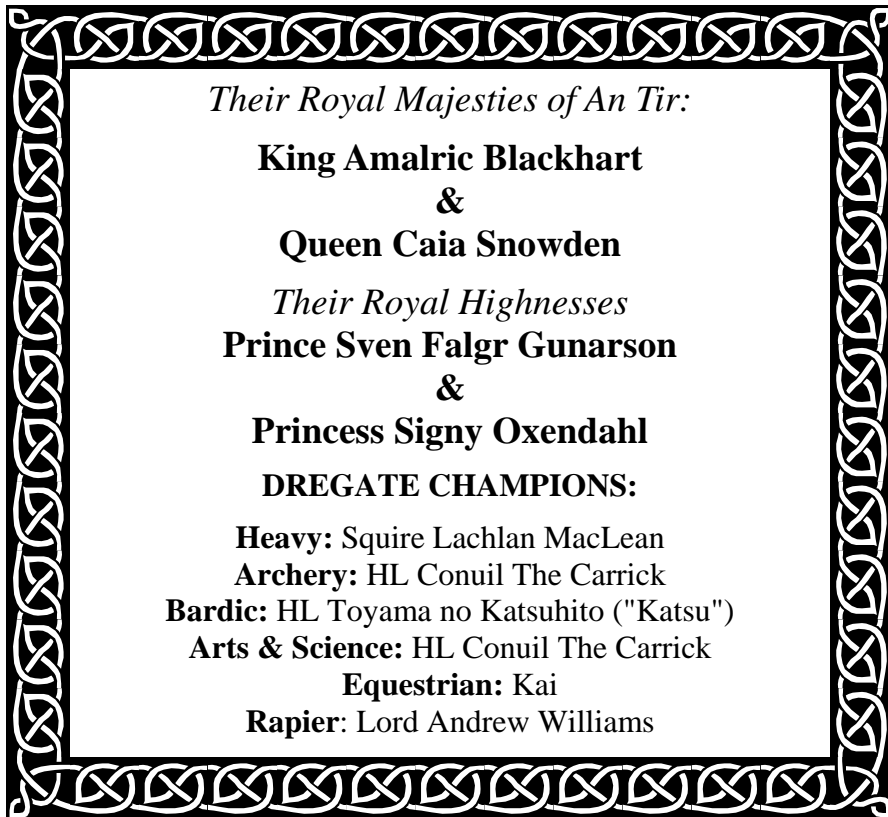 Their Royal Majesties of An Tir:
King Amalric Blackhart
&
Queen Caia Snowden
Their Royal Highnesses
Prince Sven Falgr Gunarson
&
Princess Signy Oxendahl
DREGATE CHAMPIONS:
Heavy: Squire Lachlan MacLean
Archery: HL Conuil The Carrick
Bardic: HL Toyama no Katsuhito ("Katsu")
Arts & Science: HL Conuil The Carrick
Equestrian: Kai
Rapier: Lord Andrew Williams